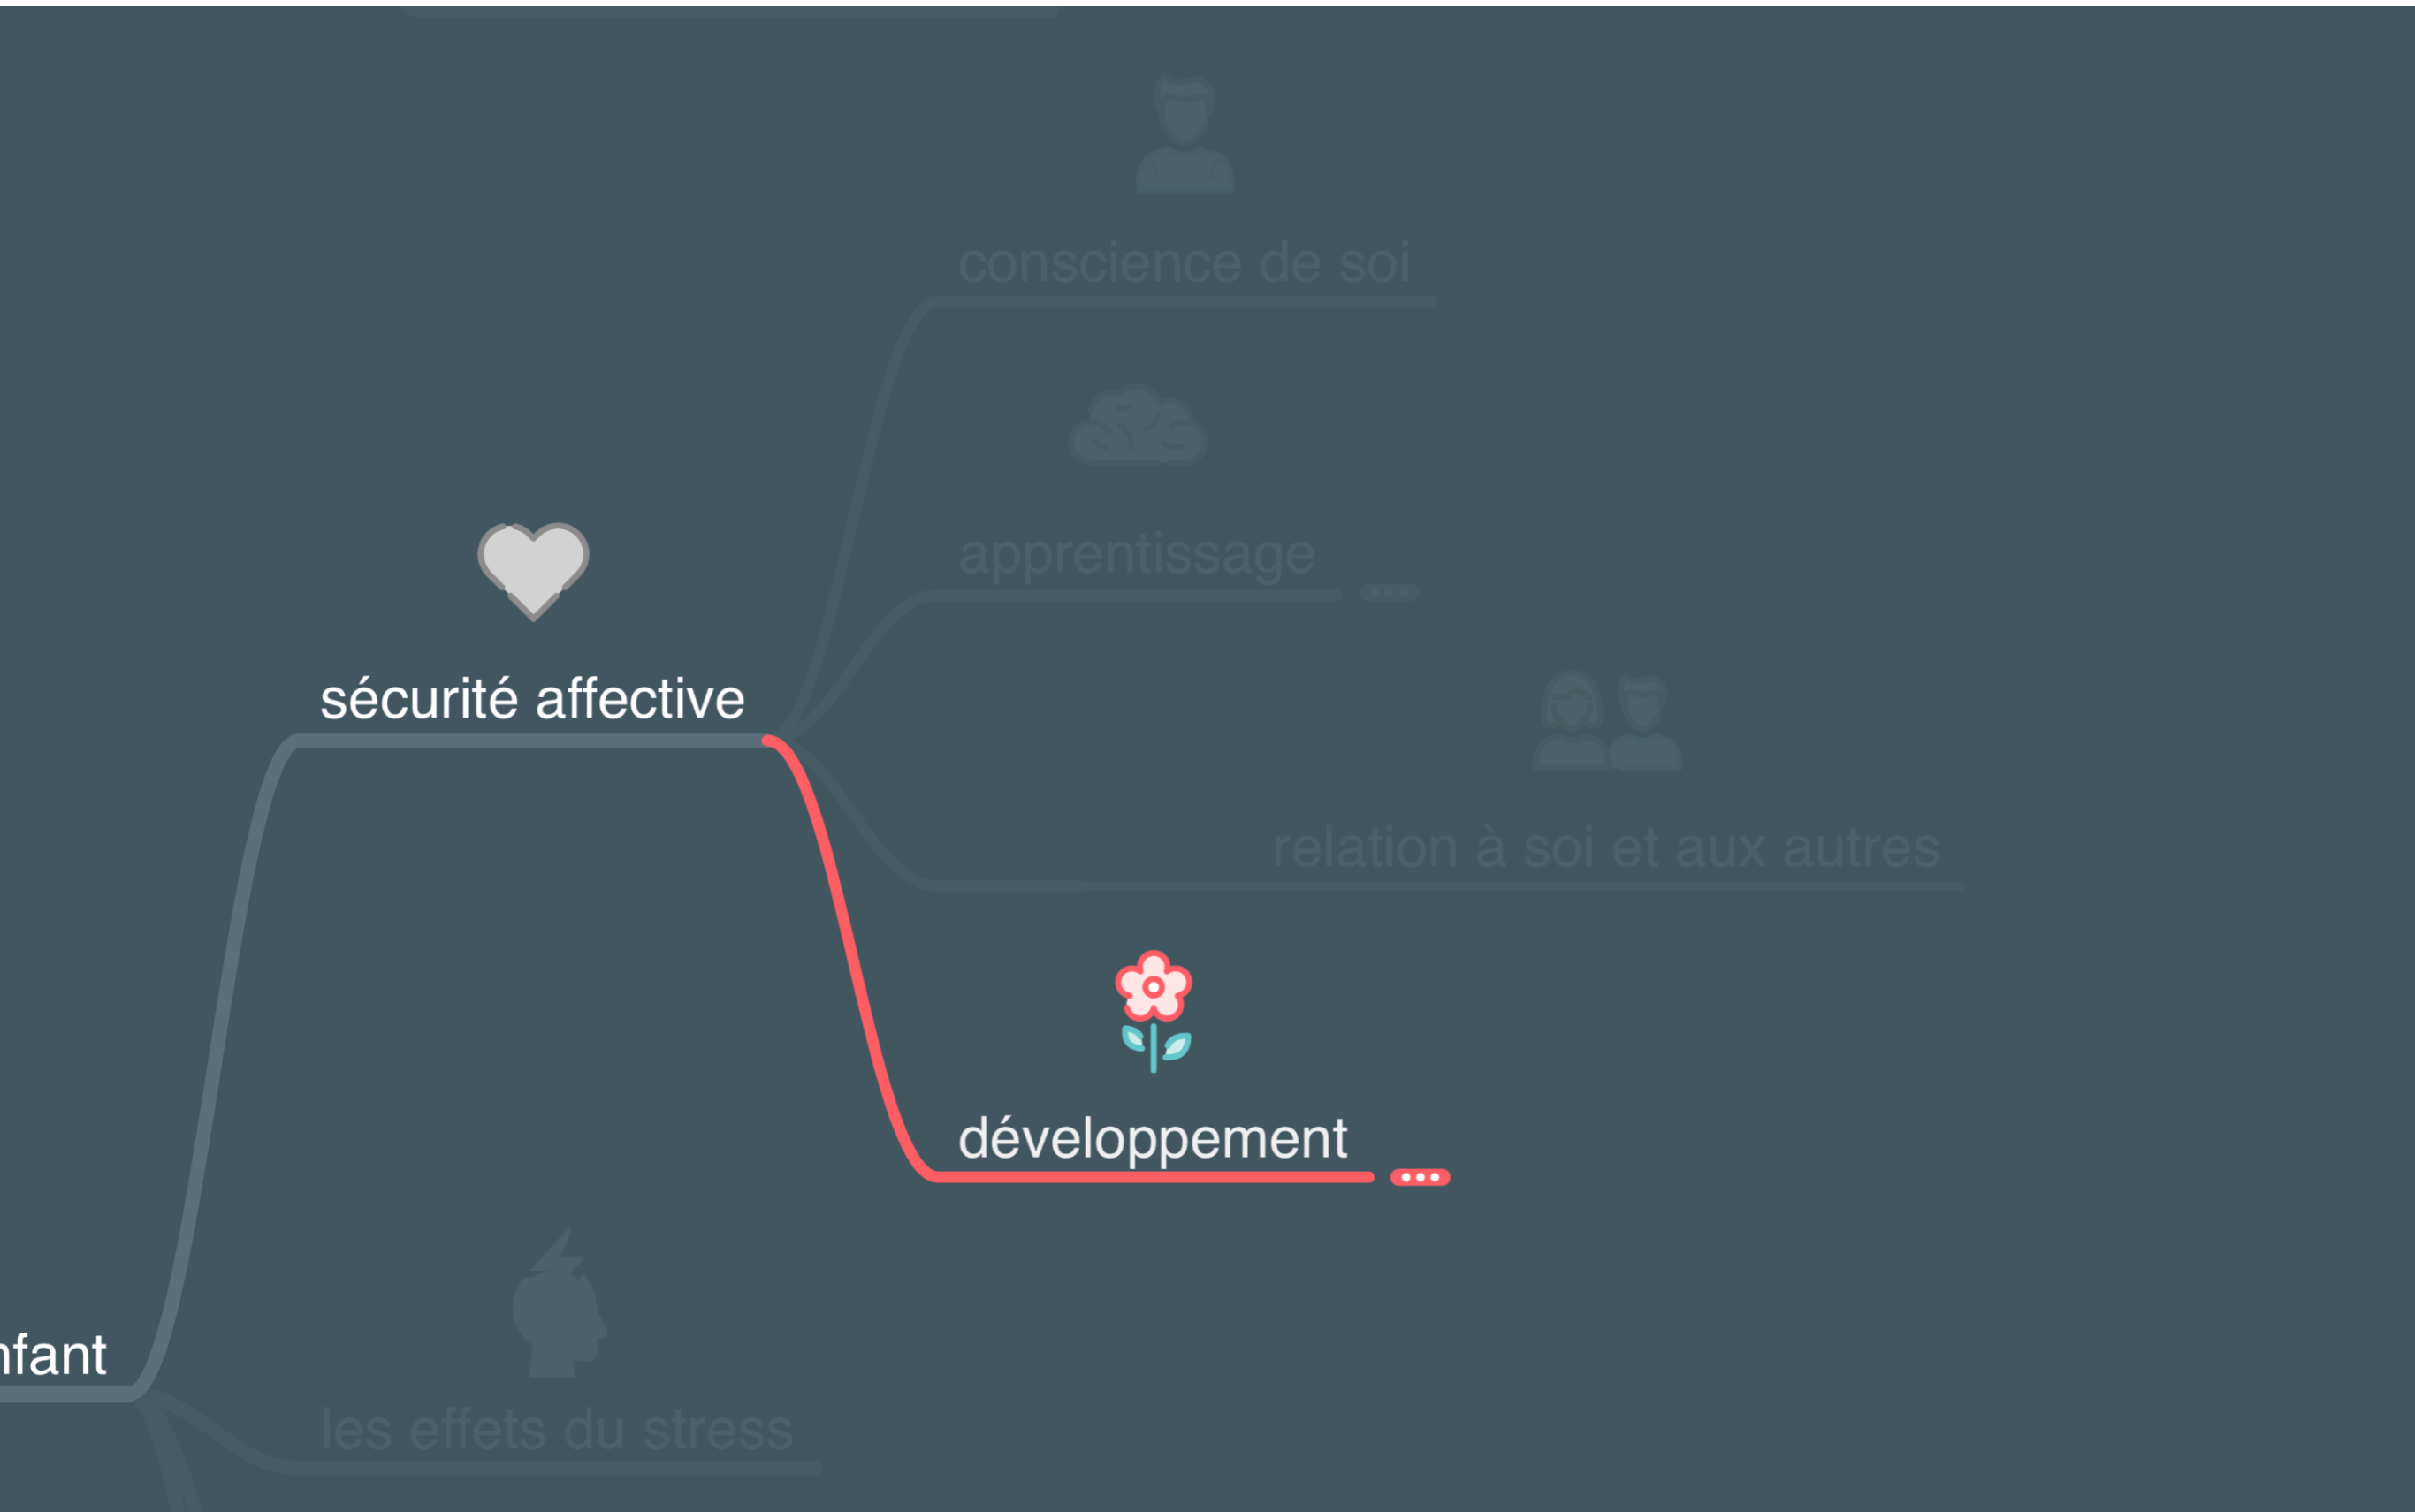 conscience de soi
apprentissage
sécurité affective
relation à soi et aux autres
développement
nfant
les effets du stress